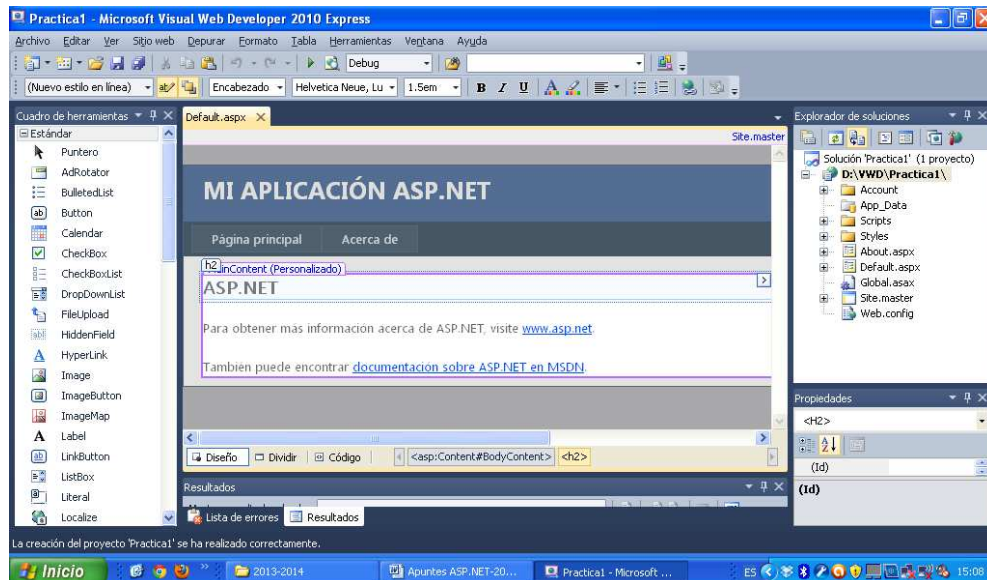 Practica1 - Microsoft Visual Web Developer 2010 Express
Archivo Editar Ver Sitio web Depurar Formato Tabla Herramientas Ventana Ayuda
Debug
(Nuevo estilo en línea) Encabezado Helvetica Neue, Lu 1.5em B I U A
Cuadro de herramientas
Estándar
Puntero
AdRotator
BulletedList
Button
Calendar
CheckBox
CheckBoxList
DropDownList
FileUpload
HiddenField
HyperLink
Image
ImageButton
ImageMap
Label
LinkButton
ListBox
Literal
Localize
Default.aspx
Site.master
MI APLICACIÓN ASP.NET
Página principal Acerca de
h2
inContent (Personalizado)
ASP.NET
Para obtener más información acerca de ASP.NET, visite www.asp.net.
También puede encontrar documentación sobre ASP.NET en MSDN.
Diseño Dividir Código <asp:Content#BodyContent> <h2>
Resultados
Lista de errores Resultados
Explorador de soluciones
Solución 'Practica1' (1 proyecto)
D:\VWD\Practica1\
Account
App_Data
Scripts
Styles
About.aspx
Default.aspx
Global.asax
Site.master
Web.config
Propiedades
<H2>
(Id)
(Id)
La creación del proyecto 'Practica1' se ha realizado correctamente.
Inicio 2013-2014 Apuntes ASP.NET-20... Practica1 - Microsoft ... ES 15:08